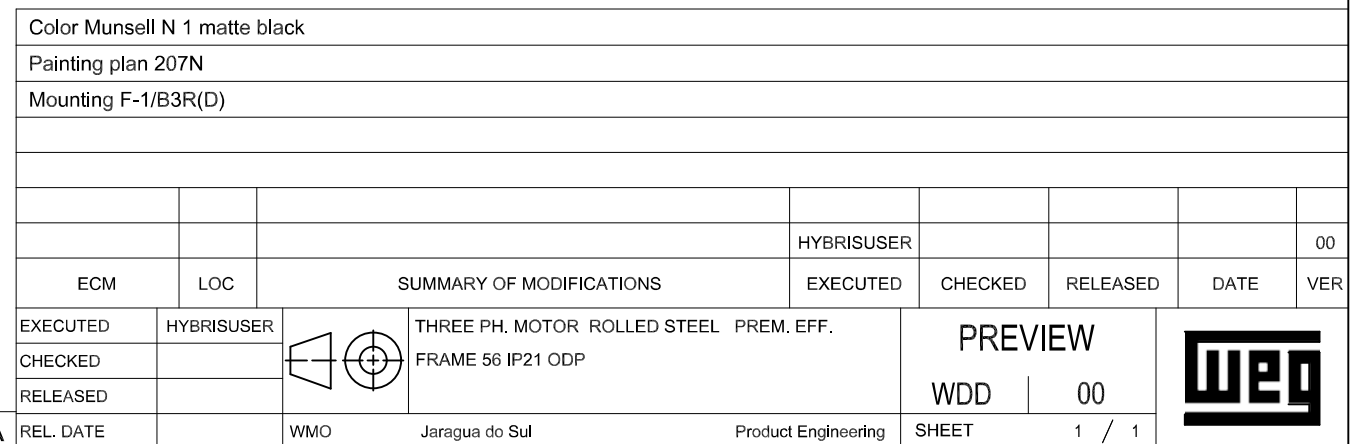 Color Munsell N 1 matte black
Painting plan 207N
Mounting F-1/B3R(D)
HYBRISUSER 00
ECM LOC SUMMARY OF MODIFICATIONS EXECUTED CHECKED RELEASED DATE VER
EXECUTED HYBRISUSER THREE PH. MOTOR ROLLED STEEL PREM. EFF. PREVIEW
CHECKED FRAME 56 IP21 ODP
RELEASED WDD 00
REL. DATE WMO Jaragua do Sul Product Engineering SHEET 1 / 1
weg
A